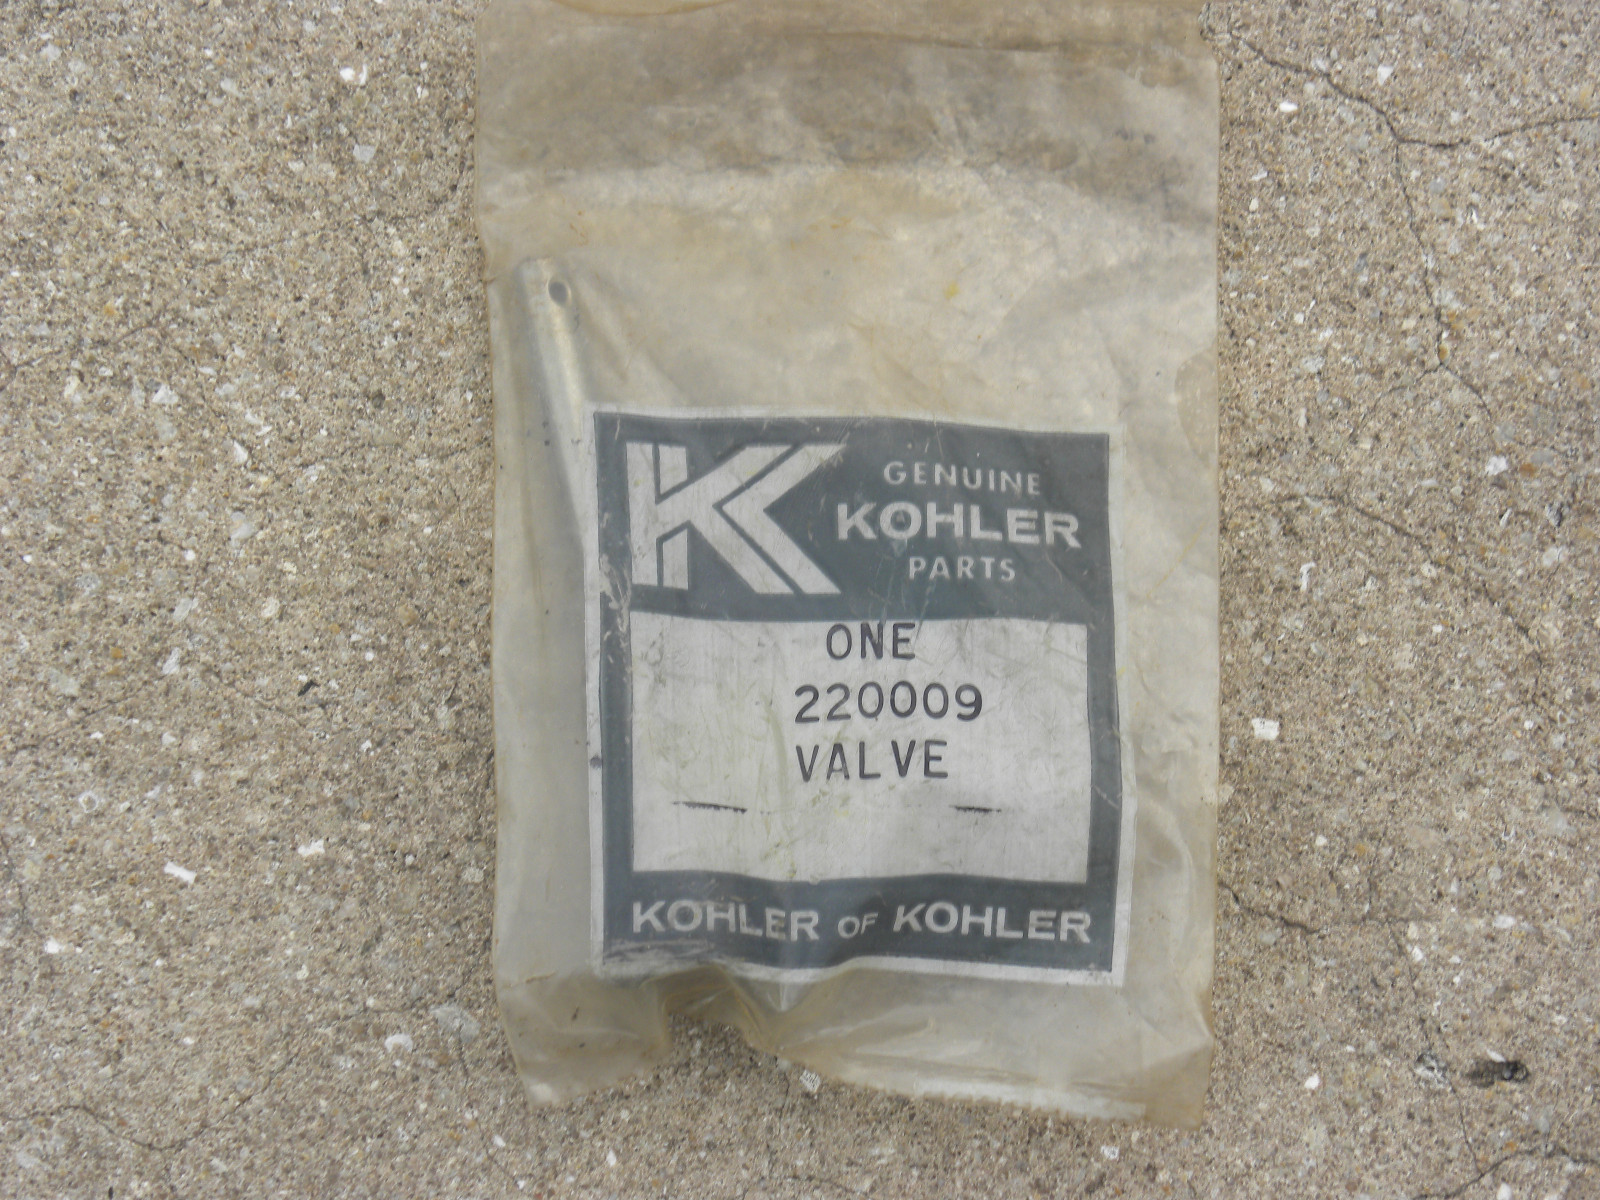 K
GENUINE
KOHLER
PARTS
ONE
220009
VALVE
KOHLER OF KOHLER